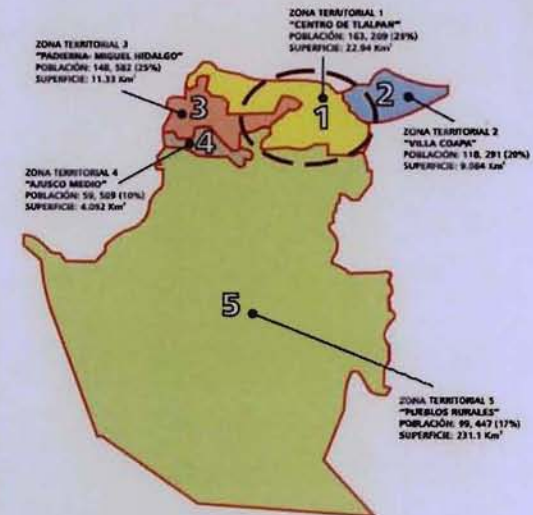 ZONA TERRITORIAL 1
"CENTRO DE TLALPAN"
POBLACIÓN: 163, 209 (28%)
SUPERFICIE: 22.94 Km²
ZONA TERRITORIAL 3
"PADIERNA- MIGUEL HIDALGO"
POBLACIÓN: 148, 582 (25%)
SUPERFICIE: 11.33 Km²
3
1
2
4
ZONA TERRITORIAL 2
"VILLA COAPA"
POBLACIÓN: 118, 291 (20%)
SUPERFICIE: 9.084 Km²
ZONA TERRITORIAL 4
"AJUSCO MEDIO"
POBLACIÓN: 59, 509 (10%)
SUPERFICIE: 4.092 Km²
5
ZONA TERRITORIAL 5
"PUEBLOS RURALES"
POBLACIÓN: 99, 447 (17%)
SUPERFICIE: 231.1 Km²